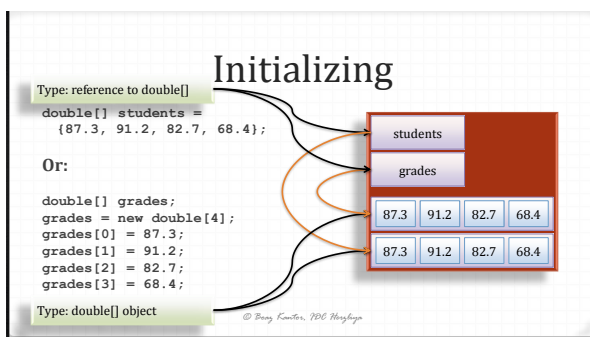 Initializing
Type: reference to double[]
double[] students =
{87.3, 91.2, 82.7, 68.4};
Or:
double[] grades;
grades = new double[4];
grades[0] = 87.3;
grades[1] = 91.2;
grades[2] = 82.7;
grades[3] = 68.4;
Type: double[] object
students
grades
87.3 91.2 82.7 68.4
87.3 91.2 82.7 68.4
© Boaz Kantor, IDC Herzliya